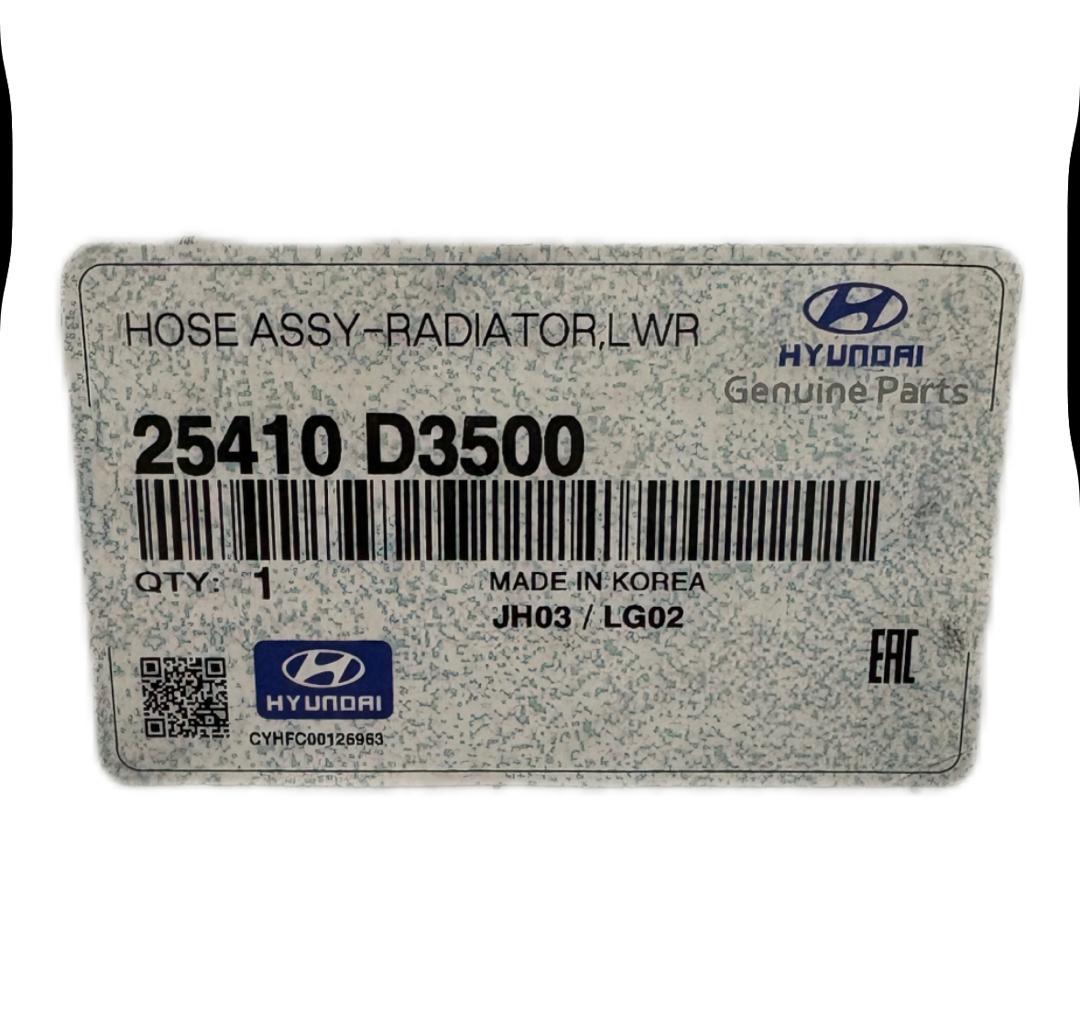 HOSE ASSY-RADIATOR,LWR
HYUNDAI
Genuine Parts
25410 D3500
QTY: 1
MADE IN KOREA
JH03 / LG02
EAC
HYUNDAI
CYHFC00126963